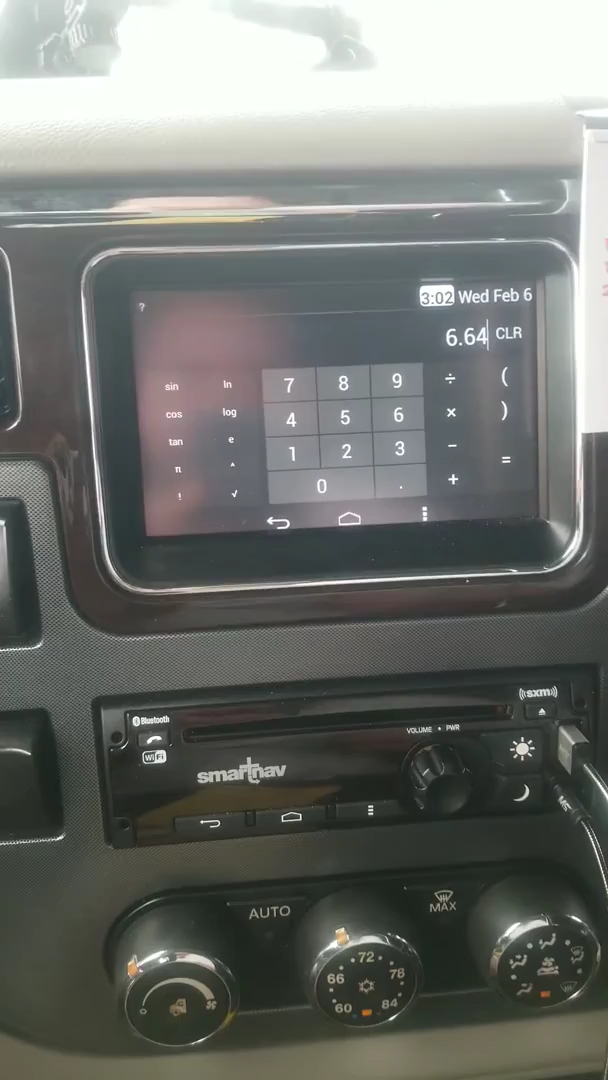 ?
3:02 Wed Feb 6
6.64 CLR
sin ln 7 8 9 ÷ (
cos log 4 5 6 × )
tan e 1 2 3 −
π ^ 0 . + =
! √
Bluetooth
WiFi
smartnav
VOLUME • PWR
((sxm))
AUTO
MAX
60 66 72 78 84